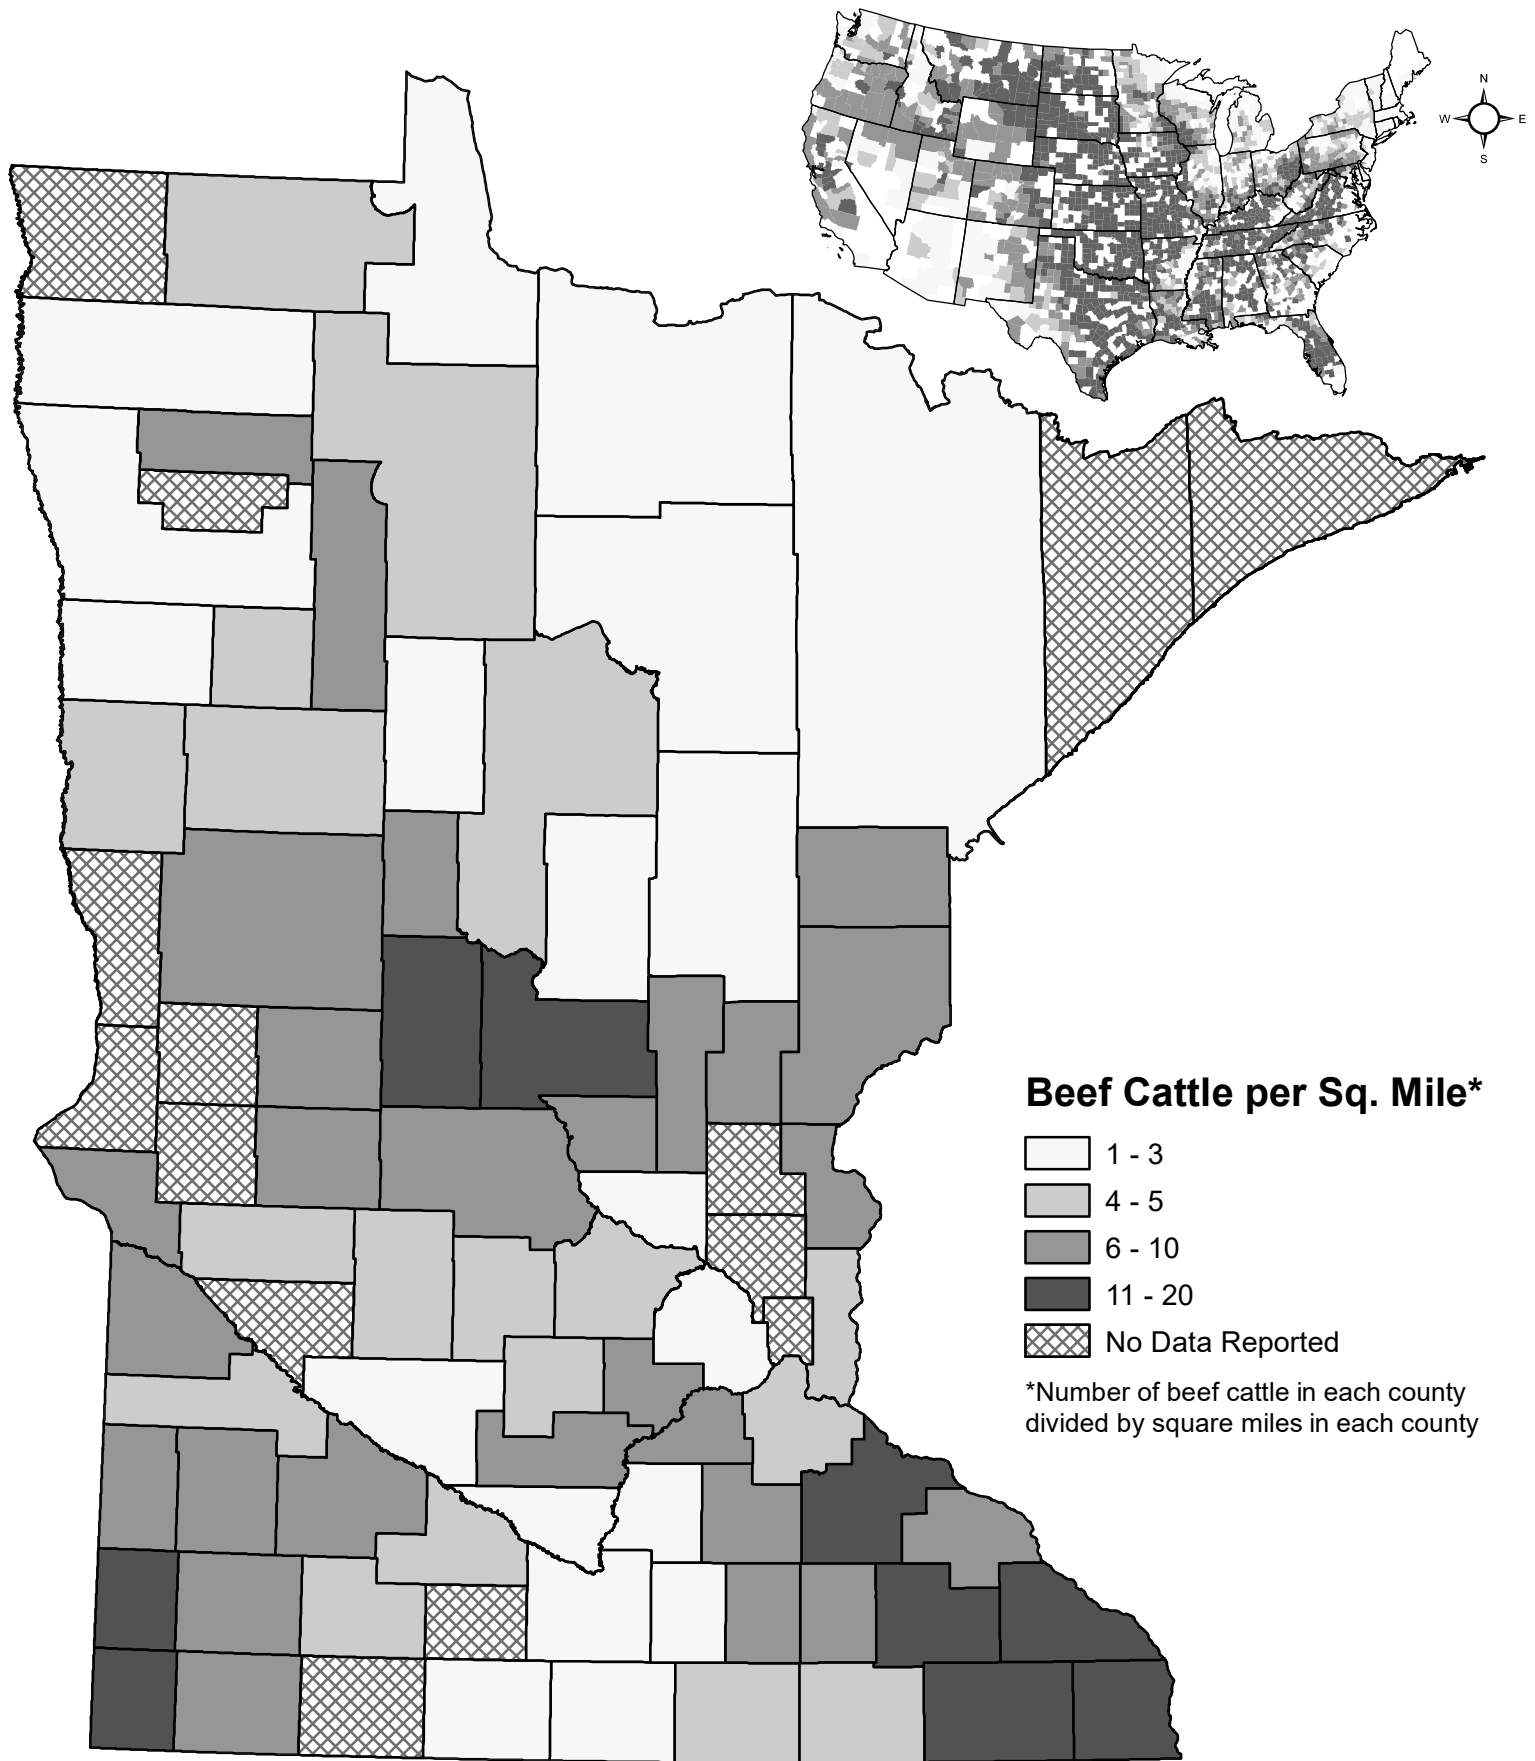 N
W E
S
Beef Cattle per Sq. Mile*
1 - 3
4 - 5
6 - 10
11 - 20
No Data Reported
*Number of beef cattle in each county
divided by square miles in each county